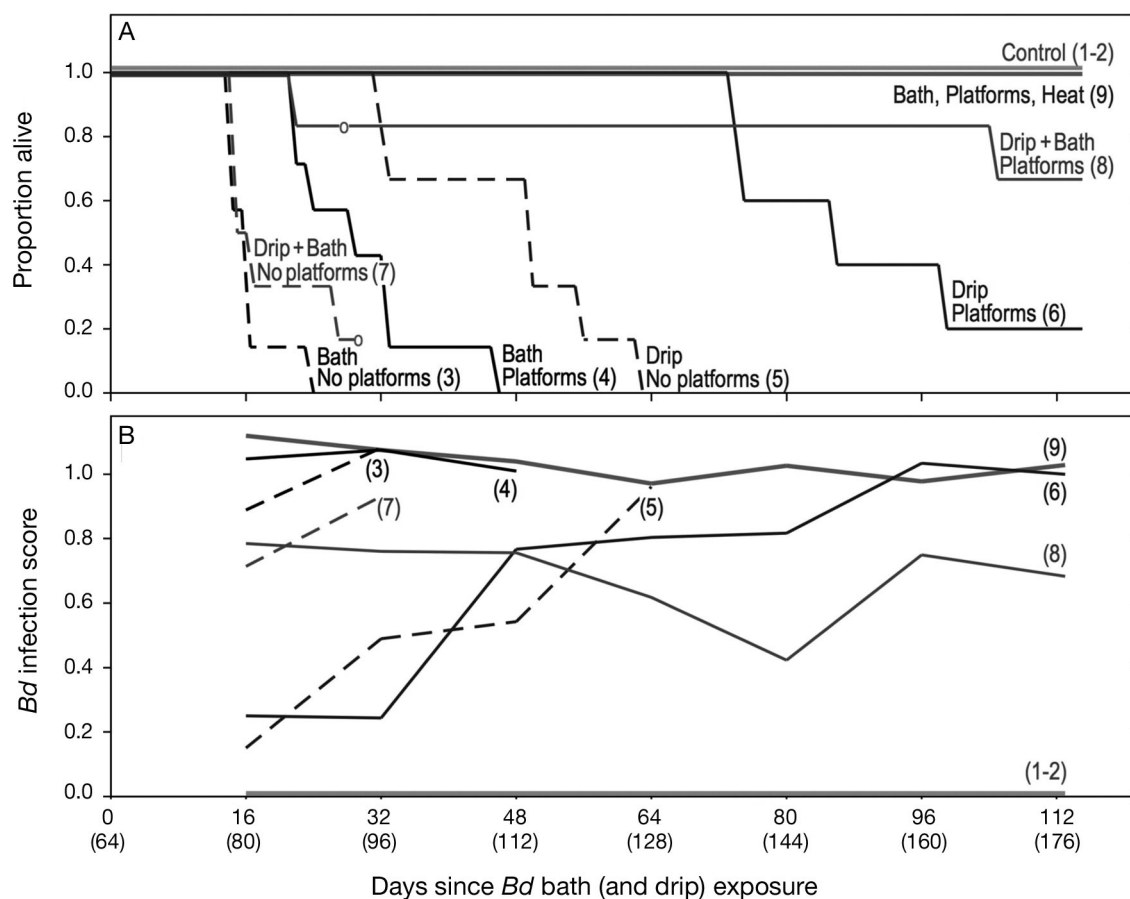 A
Proportion alive
1.0
0.8
0.6
0.4
0.2
0.0
Control (1-2)
Bath, Platforms, Heat (9)
Drip + Bath
Platforms (8)
Drip + Bath
No platforms (7)
Drip
Platforms (6)
Bath
No platforms (3)
Bath
Platforms (4)
Drip
No platforms (5)
B
Bd infection score
1.0
0.8
0.6
0.4
0.2
0.0
(3)
(4)
(7)
(5)
(9)
(6)
(8)
(1-2)
0 16 32 48 64 80 96 112
(64) (80) (96) (112) (128) (144) (160) (176)
Days since Bd bath (and drip) exposure